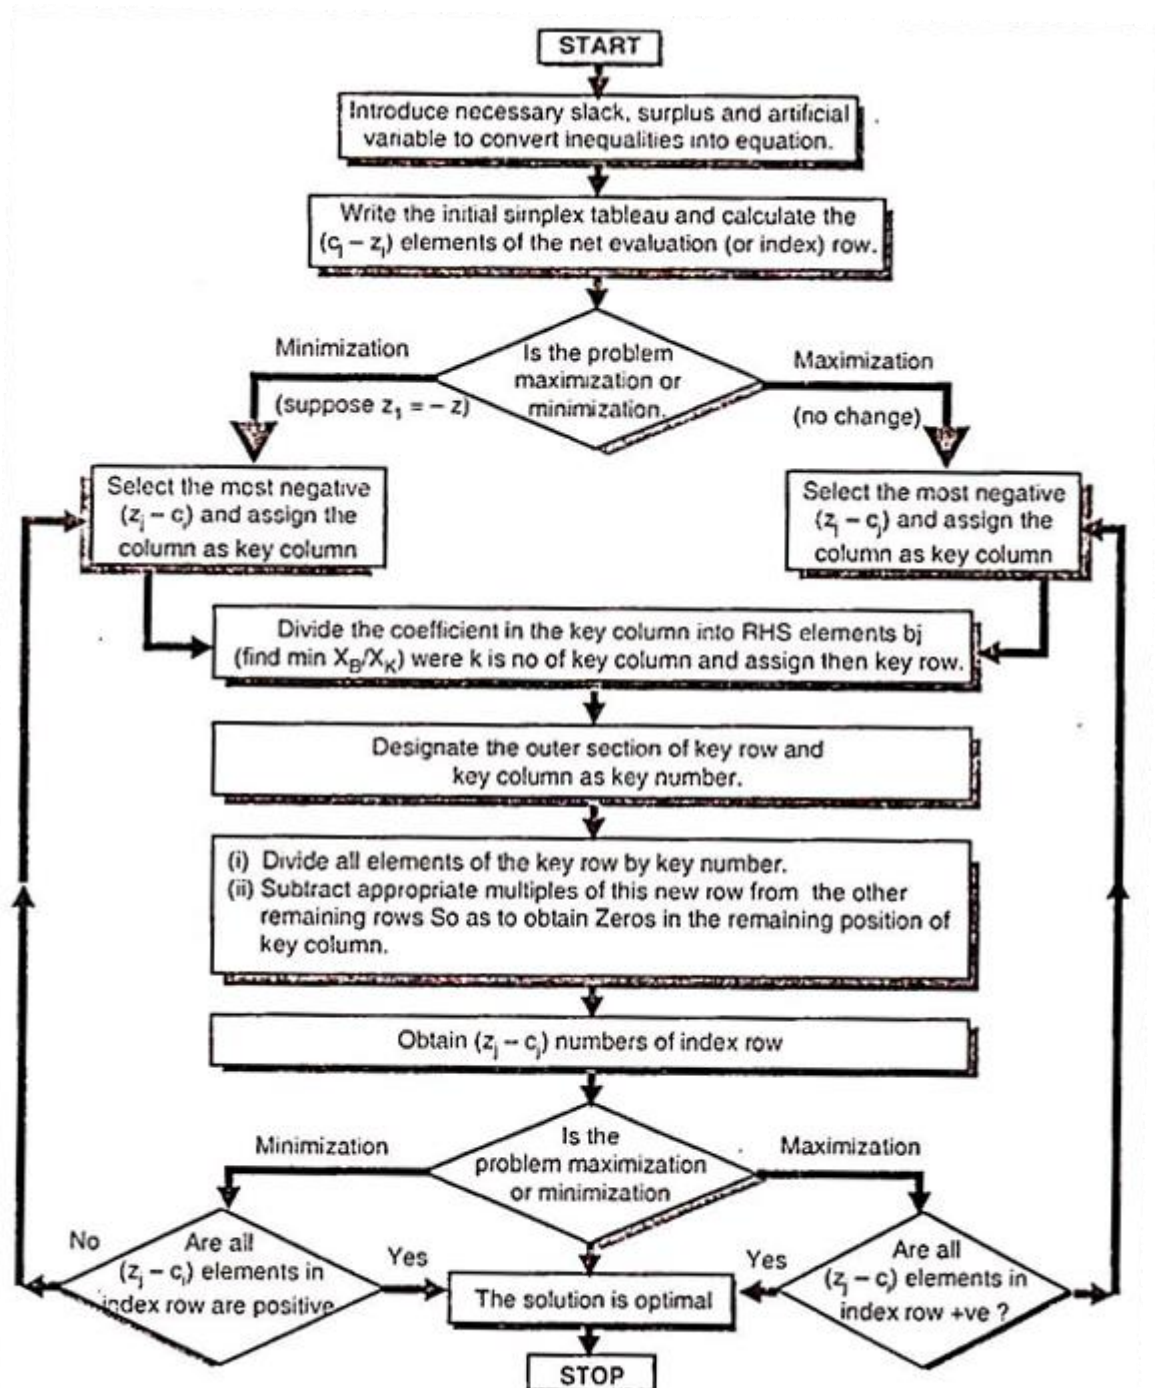 START
Introduce necessary slack, surplus and artificial
variable to convert inequalities into equation.
Write the initial simplex tableau and calculate the
(cj – zj) elements of the net evaluation (or index) row.
Is the problem
maximization or
minimization.
Minimization
(suppose z1 = – z)
Maximization
(no change)
Select the most negative
(zj – cj) and assign the
column as key column
Select the most negative
(zj – cj) and assign the
column as key column
Divide the coefficient in the key column into RHS elements bj
(find min XB/XK) were k is no of key column and assign then key row.
Designate the outer section of key row and
key column as key number.
(i) Divide all elements of the key row by key number.
(ii) Subtract appropriate multiples of this new row from the other
remaining rows So as to obtain Zeros in the remaining position of
key column.
Obtain (zj – cj) numbers of index row
Is the
problem maximization
or minimization
Minimization
Maximization
No
Are all
(zj – cj) elements in
index row are positive
Yes
The solution is optimal
Yes
Are all
(zj – cj) elements in
index row +ve ?
STOP